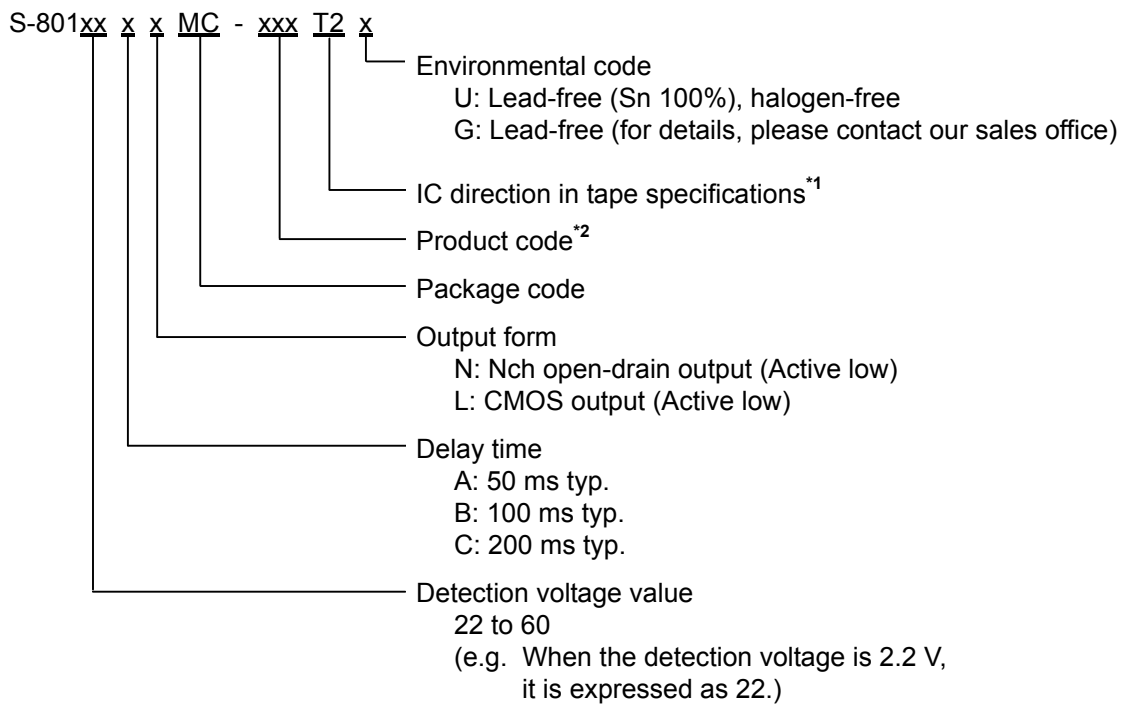 S-801xx x x MC - xxx T2 x
Environmental code
U: Lead-free (Sn 100%), halogen-free
G: Lead-free (for details, please contact our sales office)
IC direction in tape specifications*1
Product code*2
Package code
Output form
N: Nch open-drain output (Active low)
L: CMOS output (Active low)
Delay time
A: 50 ms typ.
B: 100 ms typ.
C: 200 ms typ.
Detection voltage value
22 to 60
(e.g. When the detection voltage is 2.2 V,
it is expressed as 22.)